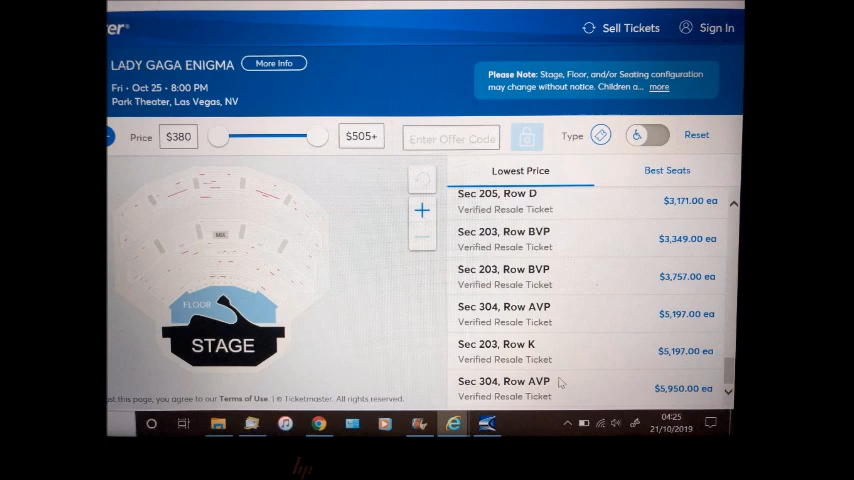 er®
Sell Tickets
Sign In
LADY GAGA ENIGMA
More Info
Fri • Oct 25 • 8:00 PM
Park Theater, Las Vegas, NV
Please Note: Stage, Floor, and/or Seating configuration
may change without notice. Children a... more
Price
$380
$505+
Enter Offer Code
Type
Reset
Lowest Price
Best Seats
Sec 205, Row D
Verified Resale Ticket
$3,171.00 ea
Sec 203, Row BVP
Verified Resale Ticket
$3,349.00 ea
Sec 203, Row BVP
Verified Resale Ticket
$3,757.00 ea
Sec 304, Row AVP
Verified Resale Ticket
$5,197.00 ea
Sec 203, Row K
Verified Resale Ticket
$5,197.00 ea
Sec 304, Row AVP
Verified Resale Ticket
$5,950.00 ea
MIX
FLOOR
STAGE
st this page, you agree to our Terms of Use. | © Ticketmaster. All rights reserved.
04:25
21/10/2019
hp